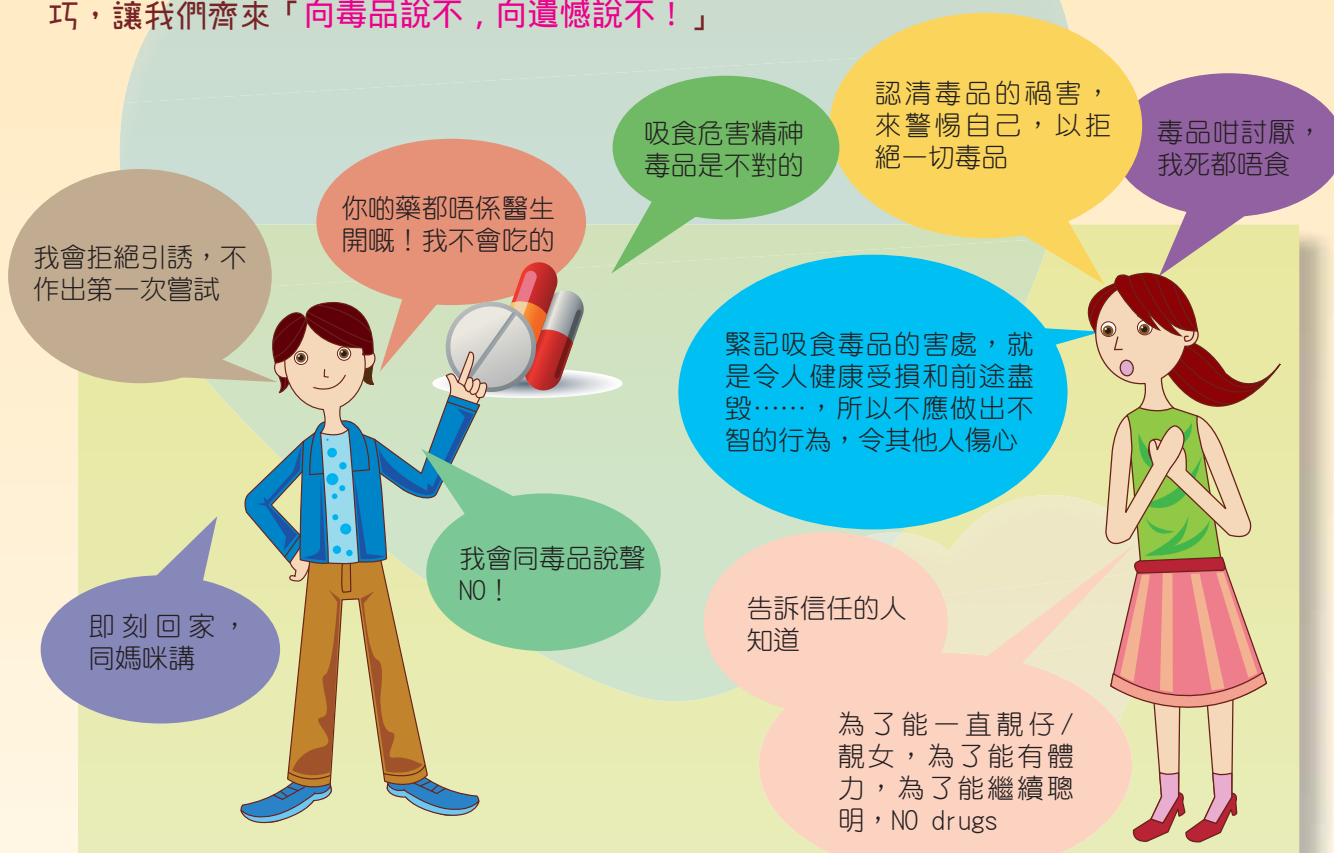 巧，讓我們齊來「向毒品說不，向遺憾說不！」
我會拒絕引誘，不
作出第一次嘗試
你啲藥都唔係醫生
開嘅！我不會吃的
吸食危害精神
毒品是不對的
認清毒品的禍害，
來警惕自己，以拒
絕一切毒品
毒品咁討厭，
我死都唔食
緊記吸食毒品的害處，就
是令人健康受損和前途盡
毀……，所以不應做出不
智的行為，令其他人傷心
我會同毒品說聲
NO！
即刻回家，
同媽咪講
告訴信任的人
知道
為了能一直靚仔/
靚女，為了能有體
力，為了能繼續聰
明，NO drugs